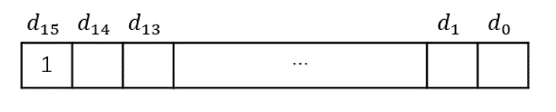 d₁₅ d₁₄ d₁₃ d₁ d₀
1 ...